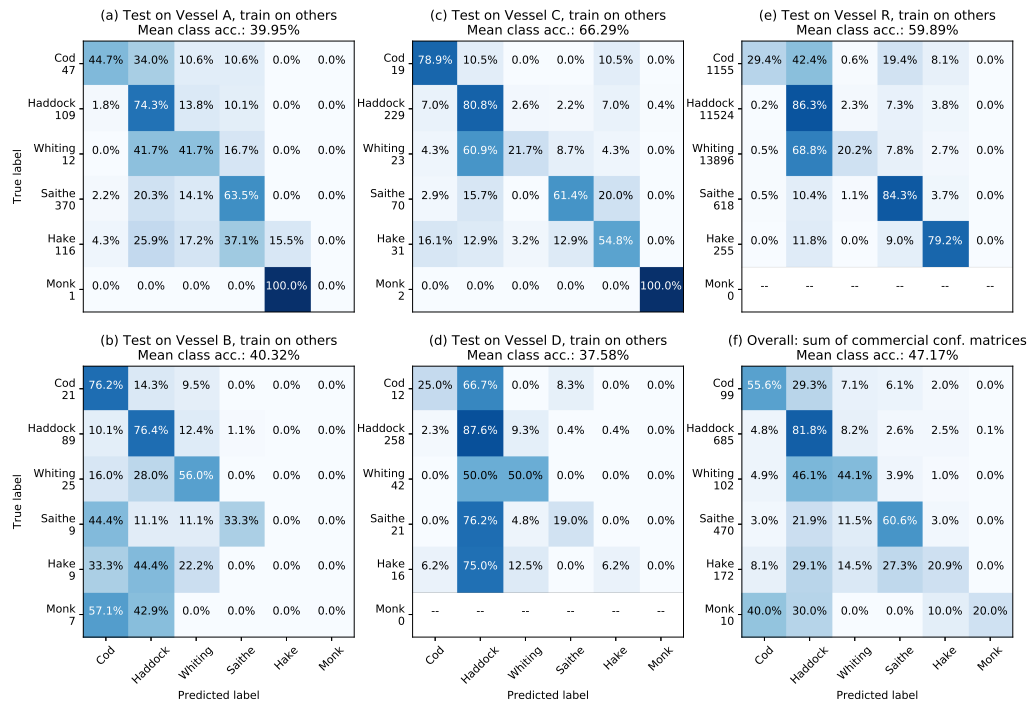 (a) Test on Vessel A, train on others
Mean class acc.: 39.95%
True label
Cod 47 44.7% 34.0% 10.6% 10.6% 0.0% 0.0%
Haddock 109 1.8% 74.3% 13.8% 10.1% 0.0% 0.0%
Whiting 12 0.0% 41.7% 41.7% 16.7% 0.0% 0.0%
Saithe 370 2.2% 20.3% 14.1% 63.5% 0.0% 0.0%
Hake 116 4.3% 25.9% 17.2% 37.1% 15.5% 0.0%
Monk 1 0.0% 0.0% 0.0% 0.0% 100.0% 0.0%
(c) Test on Vessel C, train on others
Mean class acc.: 66.29%
Cod 19 78.9% 10.5% 0.0% 0.0% 10.5% 0.0%
Haddock 229 7.0% 80.8% 2.6% 2.2% 7.0% 0.4%
Whiting 23 4.3% 60.9% 21.7% 8.7% 4.3% 0.0%
Saithe 70 2.9% 15.7% 0.0% 61.4% 20.0% 0.0%
Hake 31 16.1% 12.9% 3.2% 12.9% 54.8% 0.0%
Monk 2 0.0% 0.0% 0.0% 0.0% 0.0% 100.0%
(e) Test on Vessel R, train on others
Mean class acc.: 59.89%
Cod 1155 29.4% 42.4% 0.6% 19.4% 8.1% 0.0%
Haddock 11524 0.2% 86.3% 2.3% 7.3% 3.8% 0.0%
Whiting 13896 0.5% 68.8% 20.2% 7.8% 2.7% 0.0%
Saithe 618 0.5% 10.4% 1.1% 84.3% 3.7% 0.0%
Hake 255 0.0% 11.8% 0.0% 9.0% 79.2% 0.0%
Monk 0 -- -- -- -- -- --
(b) Test on Vessel B, train on others
Mean class acc.: 40.32%
True label
Cod 21 76.2% 14.3% 9.5% 0.0% 0.0% 0.0%
Haddock 89 10.1% 76.4% 12.4% 1.1% 0.0% 0.0%
Whiting 25 16.0% 28.0% 56.0% 0.0% 0.0% 0.0%
Saithe 9 44.4% 11.1% 11.1% 33.3% 0.0% 0.0%
Hake 9 33.3% 44.4% 22.2% 0.0% 0.0% 0.0%
Monk 7 57.1% 42.9% 0.0% 0.0% 0.0% 0.0%
Cod Haddock Whiting Saithe Hake Monk
Predicted label
(d) Test on Vessel D, train on others
Mean class acc.: 37.58%
Cod 12 25.0% 66.7% 0.0% 8.3% 0.0% 0.0%
Haddock 258 2.3% 87.6% 9.3% 0.4% 0.4% 0.0%
Whiting 42 0.0% 50.0% 50.0% 0.0% 0.0% 0.0%
Saithe 21 0.0% 76.2% 4.8% 19.0% 0.0% 0.0%
Hake 16 6.2% 75.0% 12.5% 0.0% 6.2% 0.0%
Monk 0 -- -- -- -- -- --
Cod Haddock Whiting Saithe Hake Monk
Predicted label
(f) Overall: sum of commercial conf. matrices
Mean class acc.: 47.17%
Cod 99 55.6% 29.3% 7.1% 6.1% 2.0% 0.0%
Haddock 685 4.8% 81.8% 8.2% 2.6% 2.5% 0.1%
Whiting 102 4.9% 46.1% 44.1% 3.9% 1.0% 0.0%
Saithe 470 3.0% 21.9% 11.5% 60.6% 3.0% 0.0%
Hake 172 8.1% 29.1% 14.5% 27.3% 20.9% 0.0%
Monk 10 40.0% 30.0% 0.0% 0.0% 10.0% 20.0%
Cod Haddock Whiting Saithe Hake Monk
Predicted label